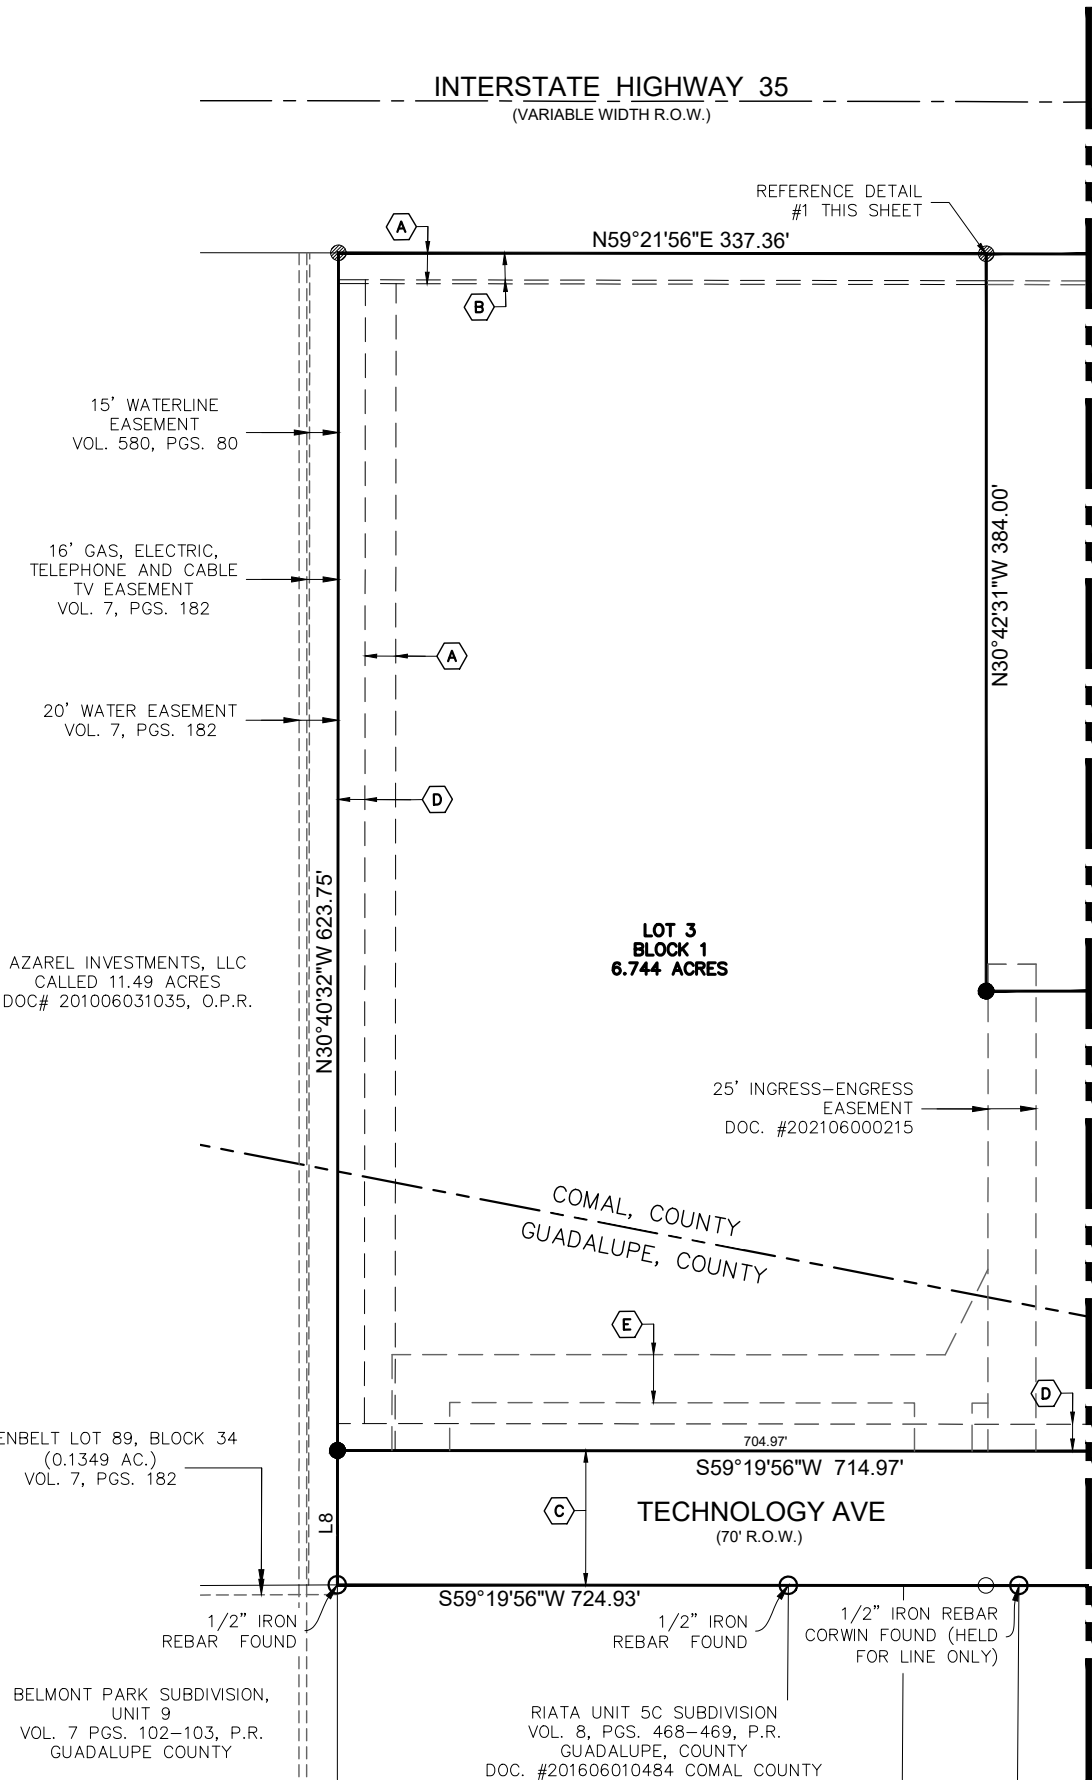 INTERSTATE HIGHWAY 35
(VARIABLE WIDTH R.O.W.)
REFERENCE DETAIL
#1 THIS SHEET
A
N59°21'56"E 337.36'
B
15' WATERLINE
EASEMENT
VOL. 580, PGS. 80
N30°42'31"W 384.00'
16' GAS, ELECTRIC,
TELEPHONE AND CABLE
TV EASEMENT
VOL. 7, PGS. 182
A
20' WATER EASEMENT
VOL. 7, PGS. 182
D
N30°40'32"W 623.75'
LOT 3
BLOCK 1
6.744 ACRES
AZAREL INVESTMENTS, LLC
CALLED 11.49 ACRES
DOC# 201006031035, O.P.R.
25' INGRESS-ENGRESS
EASEMENT
DOC. #202106000215
COMAL, COUNTY
GUADALUPE, COUNTY
E
D
ENBELT LOT 89, BLOCK 34
(0.1349 AC.)
VOL. 7, PGS. 182
704.97'
S59°19'56"W 714.97'
C
TECHNOLOGY AVE
(70' R.O.W.)
L8
S59°19'56"W 724.93'
1/2" IRON
REBAR FOUND
1/2" IRON
REBAR FOUND
1/2" IRON REBAR
CORWIN FOUND (HELD
FOR LINE ONLY)
BELMONT PARK SUBDIVISION,
UNIT 9
VOL. 7 PGS. 102-103, P.R.
GUADALUPE COUNTY
RIATA UNIT 5C SUBDIVISION
VOL. 8, PGS. 468-469, P.R.
GUADALUPE, COUNTY
DOC. #201606010484 COMAL COUNTY